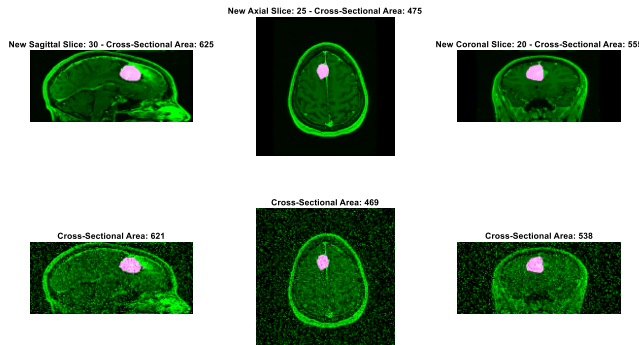 New Axial Slice: 25 - Cross-Sectional Area: 475
New Sagittal Slice: 30 - Cross-Sectional Area: 625
New Coronal Slice: 20 - Cross-Sectional Area: 555
Cross-Sectional Area: 469
Cross-Sectional Area: 621
Cross-Sectional Area: 538